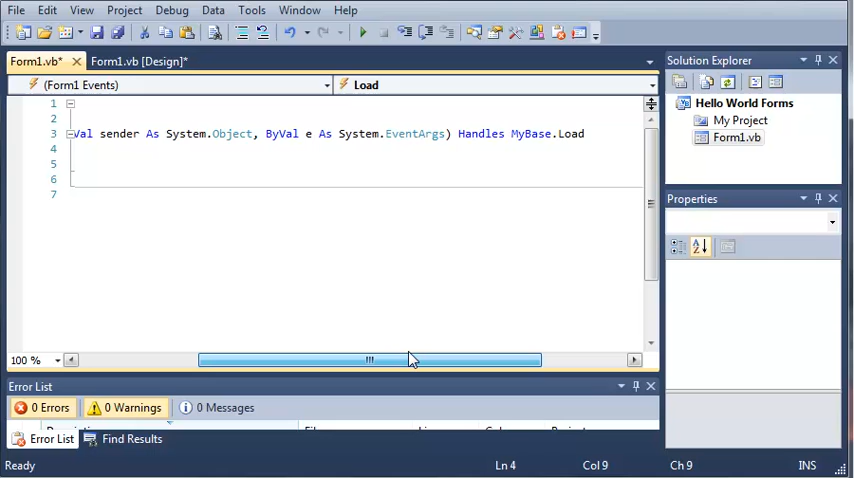 File Edit View Project Debug Data Tools Window Help
Form1.vb* Form1.vb [Design]*
(Form1 Events) Load
1
2
3 Val sender As System.Object, ByVal e As System.EventArgs) Handles MyBase.Load
4
5
6
7
100 %
Error List
0 Errors 0 Warnings 0 Messages
Error List Find Results
Ready Ln 4 Col 9 Ch 9 INS
Solution Explorer
Hello World Forms
My Project
Form1.vb
Properties